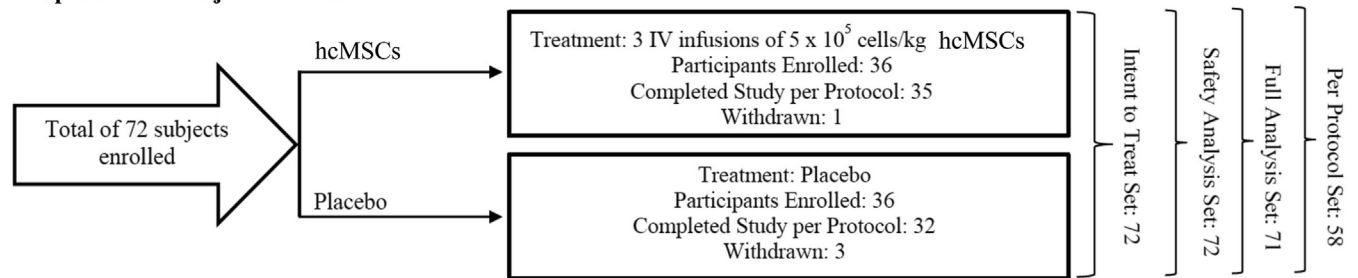 Total of 72 subjects
enrolled
hcMSCs
Placebo
Treatment: 3 IV infusions of 5 x 10⁵ cells/kg hcMSCs
Participants Enrolled: 36
Completed Study per Protocol: 35
Withdrawn: 1
Treatment: Placebo
Participants Enrolled: 36
Completed Study per Protocol: 32
Withdrawn: 3
Intent to Treat Set: 72
Safety Analysis Set: 72
Full Analysis Set: 71
Per Protocol Set: 58